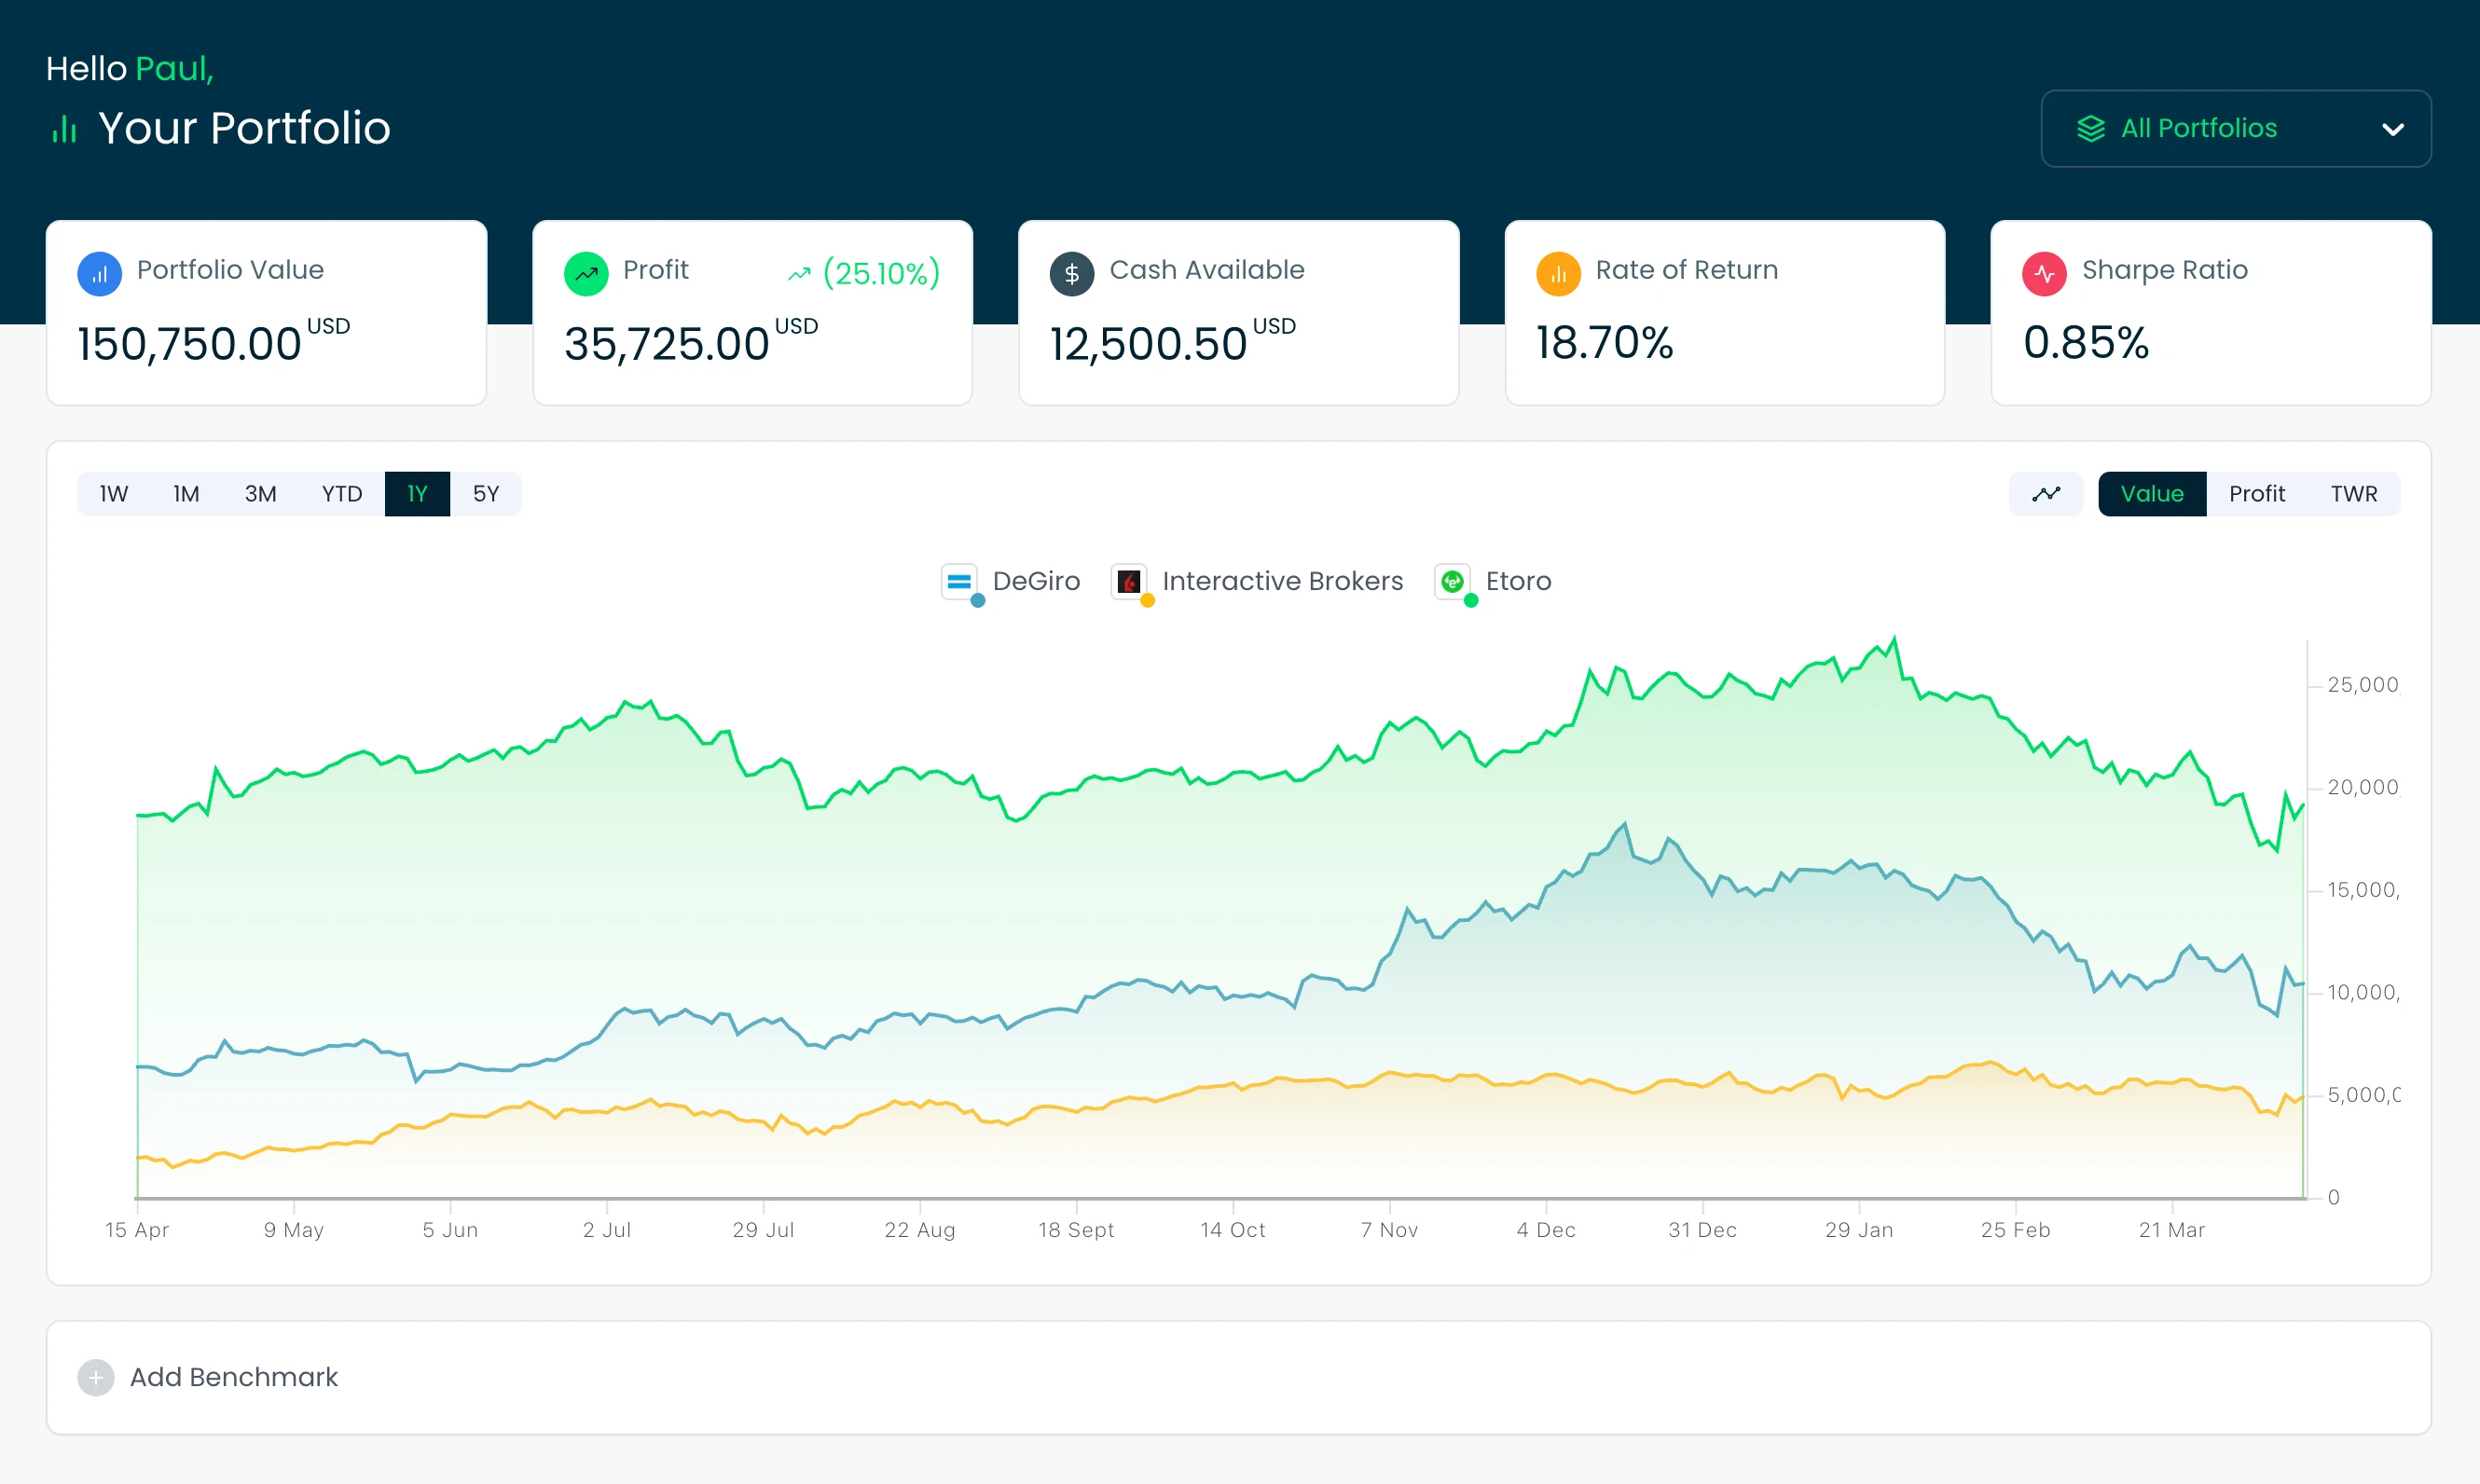 Hello Paul,
Your Portfolio
All Portfolios
Portfolio Value
150,750.00 USD
Profit (25.10%)
35,725.00 USD
Cash Available
12,500.50 USD
Rate of Return
18.70%
Sharpe Ratio
0.85%
1W 1M 3M YTD 1Y 5Y
Value Profit TWR
DeGiro Interactive Brokers Etoro
25,000
20,000
15,000,
10,000,
5,000,0
0
15 Apr 9 May 5 Jun 2 Jul 29 Jul 22 Aug 18 Sept 14 Oct 7 Nov 4 Dec 31 Dec 29 Jan 25 Feb 21 Mar
Add Benchmark